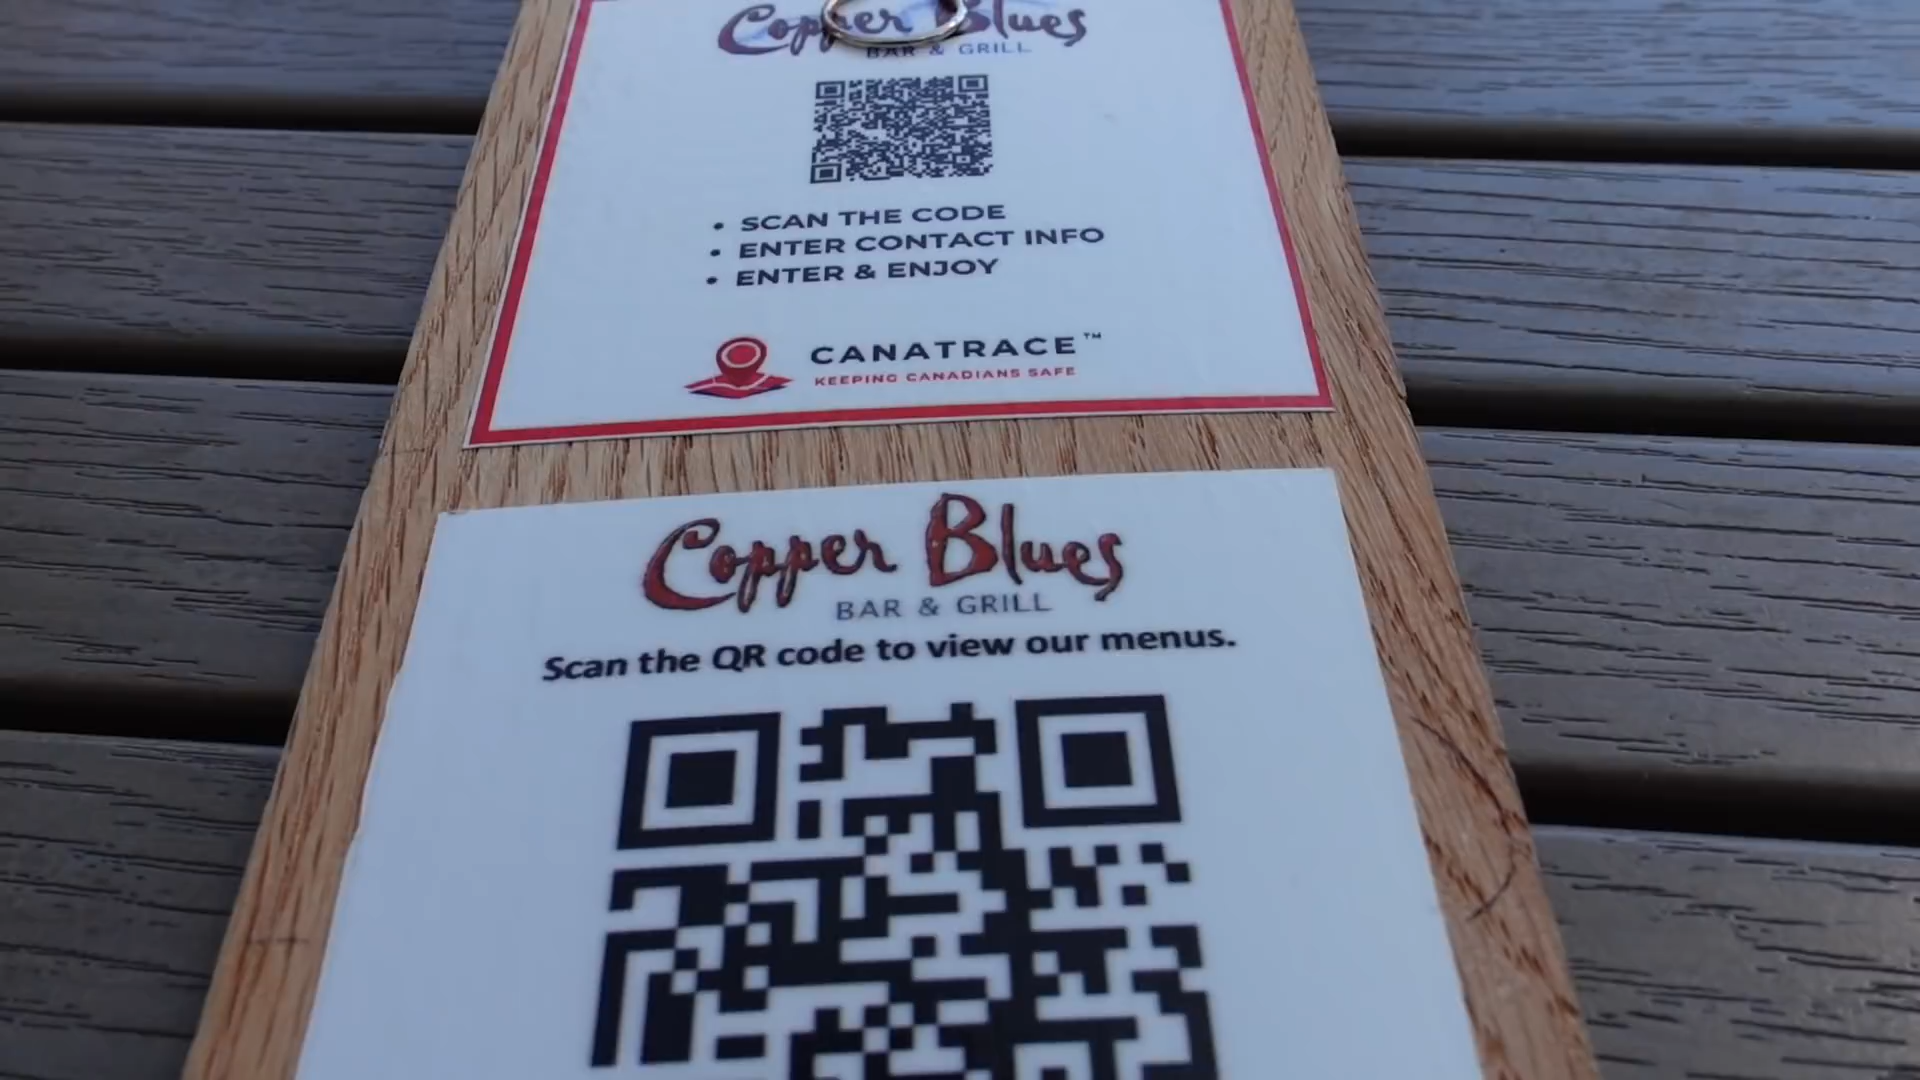 Copper Blues
BAR & GRILL
• SCAN THE CODE
• ENTER CONTACT INFO
• ENTER & ENJOY
CANATRACE™
KEEPING CANADIANS SAFE
Copper Blues
BAR & GRILL
Scan the QR code to view our menus.